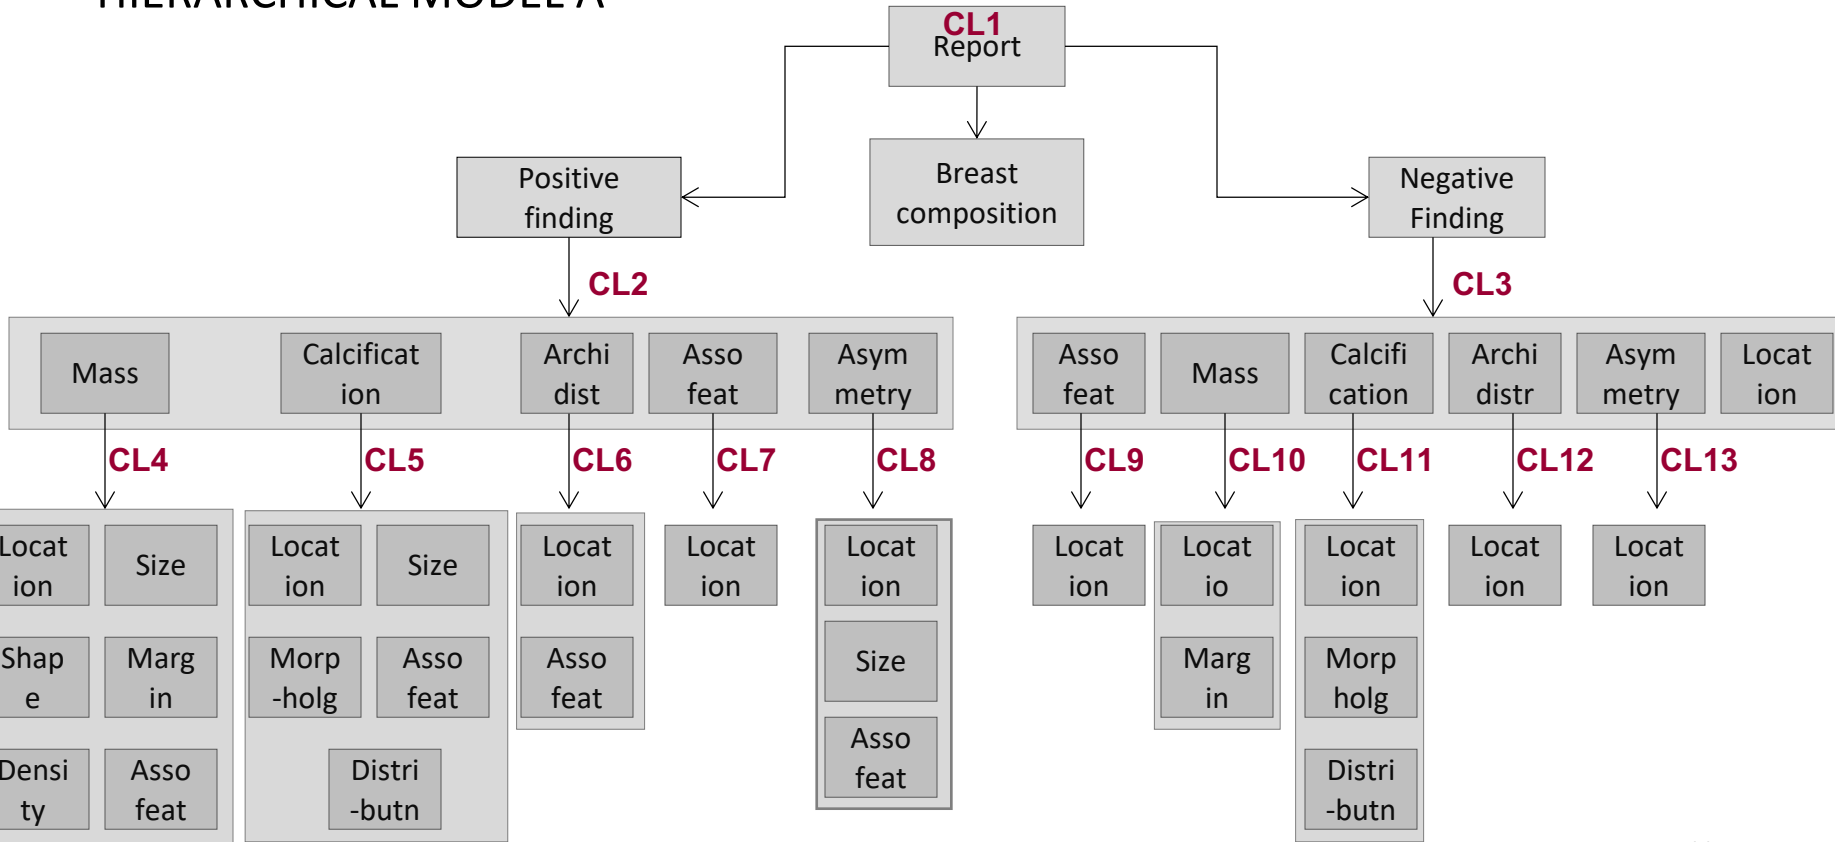 HIERARCHICAL MODEL A
CL1
Report
Positive
finding
Breast
composition
Negative
Finding
CL2
CL3
Mass
Calcificat
ion
Archi
dist
Asso
feat
Asym
metry
Asso
feat
Mass
Calcifi
cation
Archi
distr
Asym
metry
Locat
ion
CL4
CL5
CL6
CL7
CL8
CL9
CL10
CL11
CL12
CL13
Locat
ion
Size
Locat
ion
Size
Locat
ion
Locat
ion
Locat
ion
Locat
ion
Locat
io
Locat
ion
Locat
ion
Locat
ion
Shap
e
Marg
in
Morp
-holg
Asso
feat
Asso
feat
Size
Marg
in
Morp
holg
Densi
ty
Asso
feat
Distri
-butn
Asso
feat
Distri
-butn